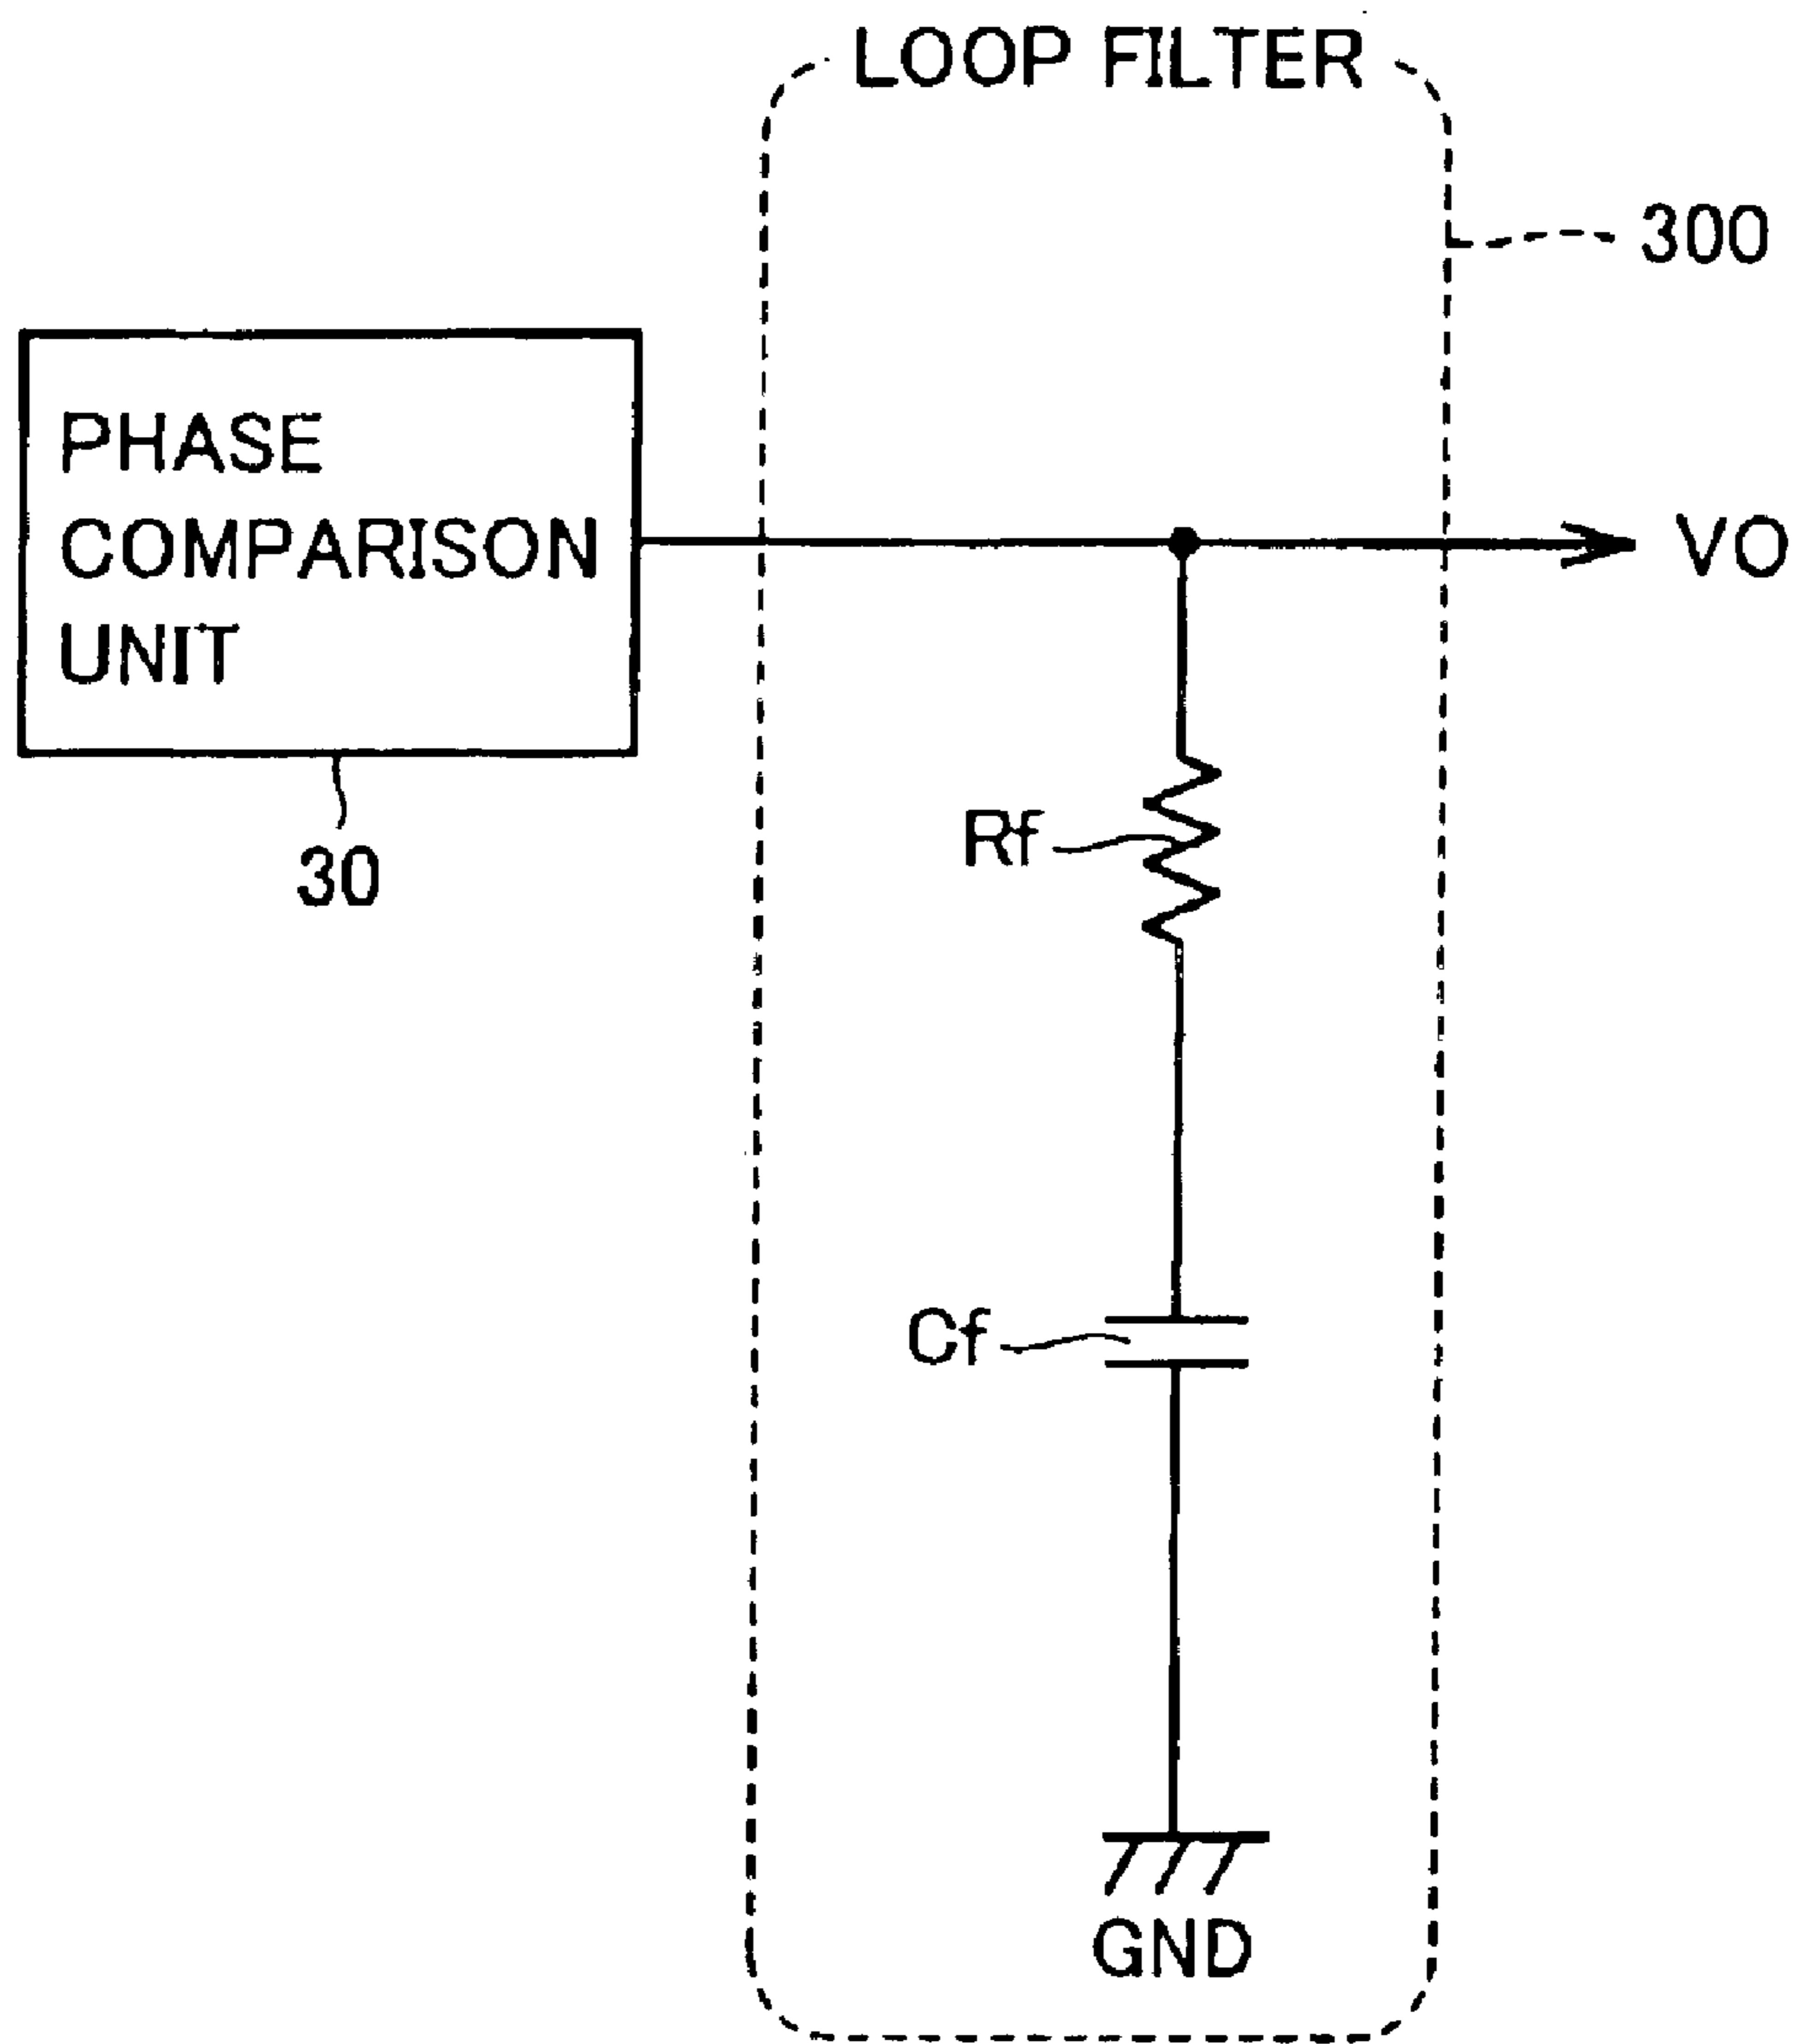 LOOP FILTER
300
PHASE
COMPARISON
UNIT
VO
Rf
30
Cf
GND